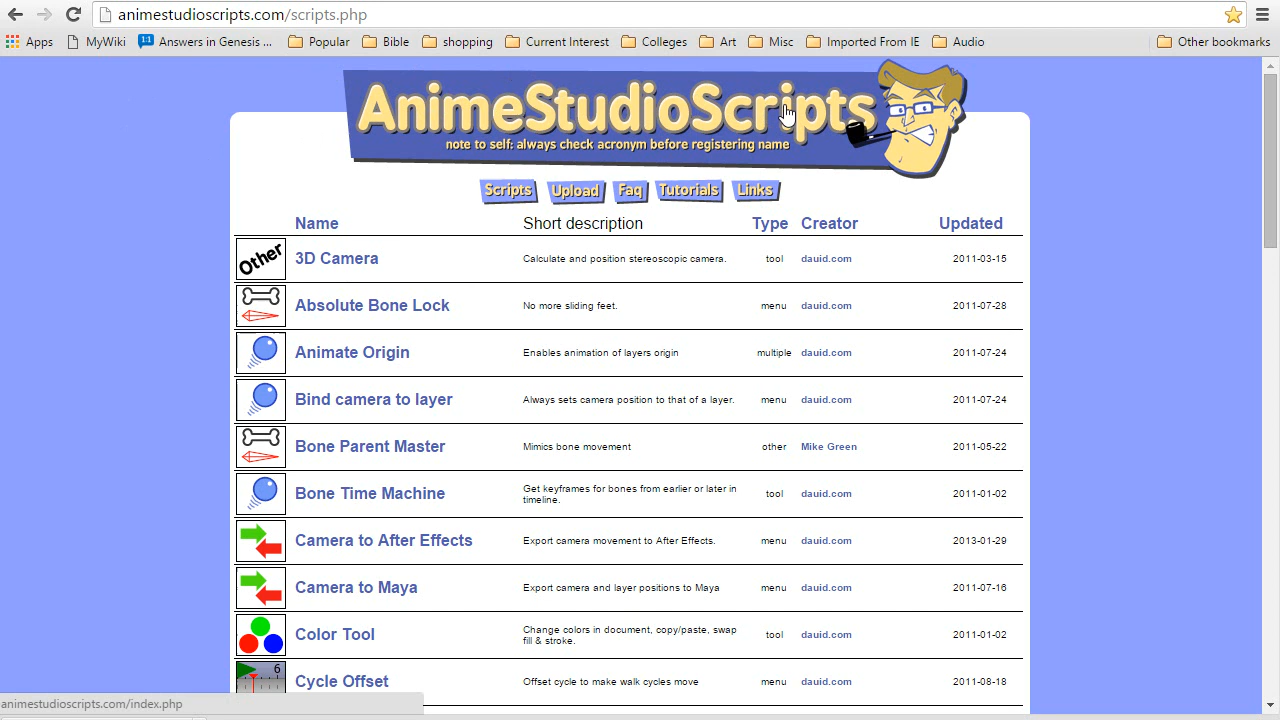 animestudioscripts.com/scripts.php
Apps MyWiki Answers in Genesis ... Popular Bible shopping Current Interest Colleges Art Misc Imported From IE Audio Other bookmarks
AnimeStudioScripts
note to self: always check acronym before registering name
Scripts Upload Faq Tutorials Links
Name Short description Type Creator Updated
Other 3D Camera Calculate and position stereoscopic camera. tool dauid.com 2011-03-15
Absolute Bone Lock No more sliding feet. menu dauid.com 2011-07-28
Animate Origin Enables animation of layers origin multiple dauid.com 2011-07-24
Bind camera to layer Always sets camera position to that of a layer. menu dauid.com 2011-07-24
Bone Parent Master Mimics bone movement other Mike Green 2011-05-22
Bone Time Machine Get keyframes for bones from earlier or later in timeline. tool dauid.com 2011-01-02
Camera to After Effects Export camera movement to After Effects. menu dauid.com 2013-01-29
Camera to Maya Export camera and layer positions to Maya menu dauid.com 2011-07-16
Color Tool Change colors in document, copy/paste, swap fill & stroke. tool dauid.com 2011-01-02
6 Cycle Offset Offset cycle to make walk cycles move menu dauid.com 2011-08-18
animestudioscripts.com/index.php